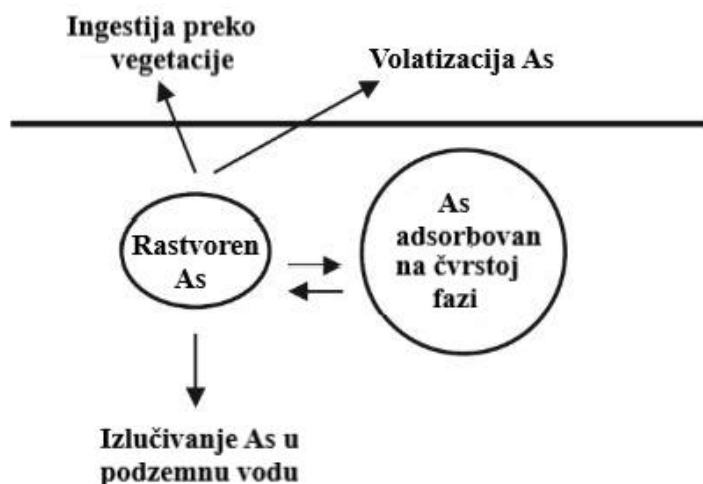 Ingestija preko
vegetacije
Volatizacija As
Rastvoren
As
As
adsorbovan
na čvrstoj
fazi
Izlučivanje As u
podzemnu vodu